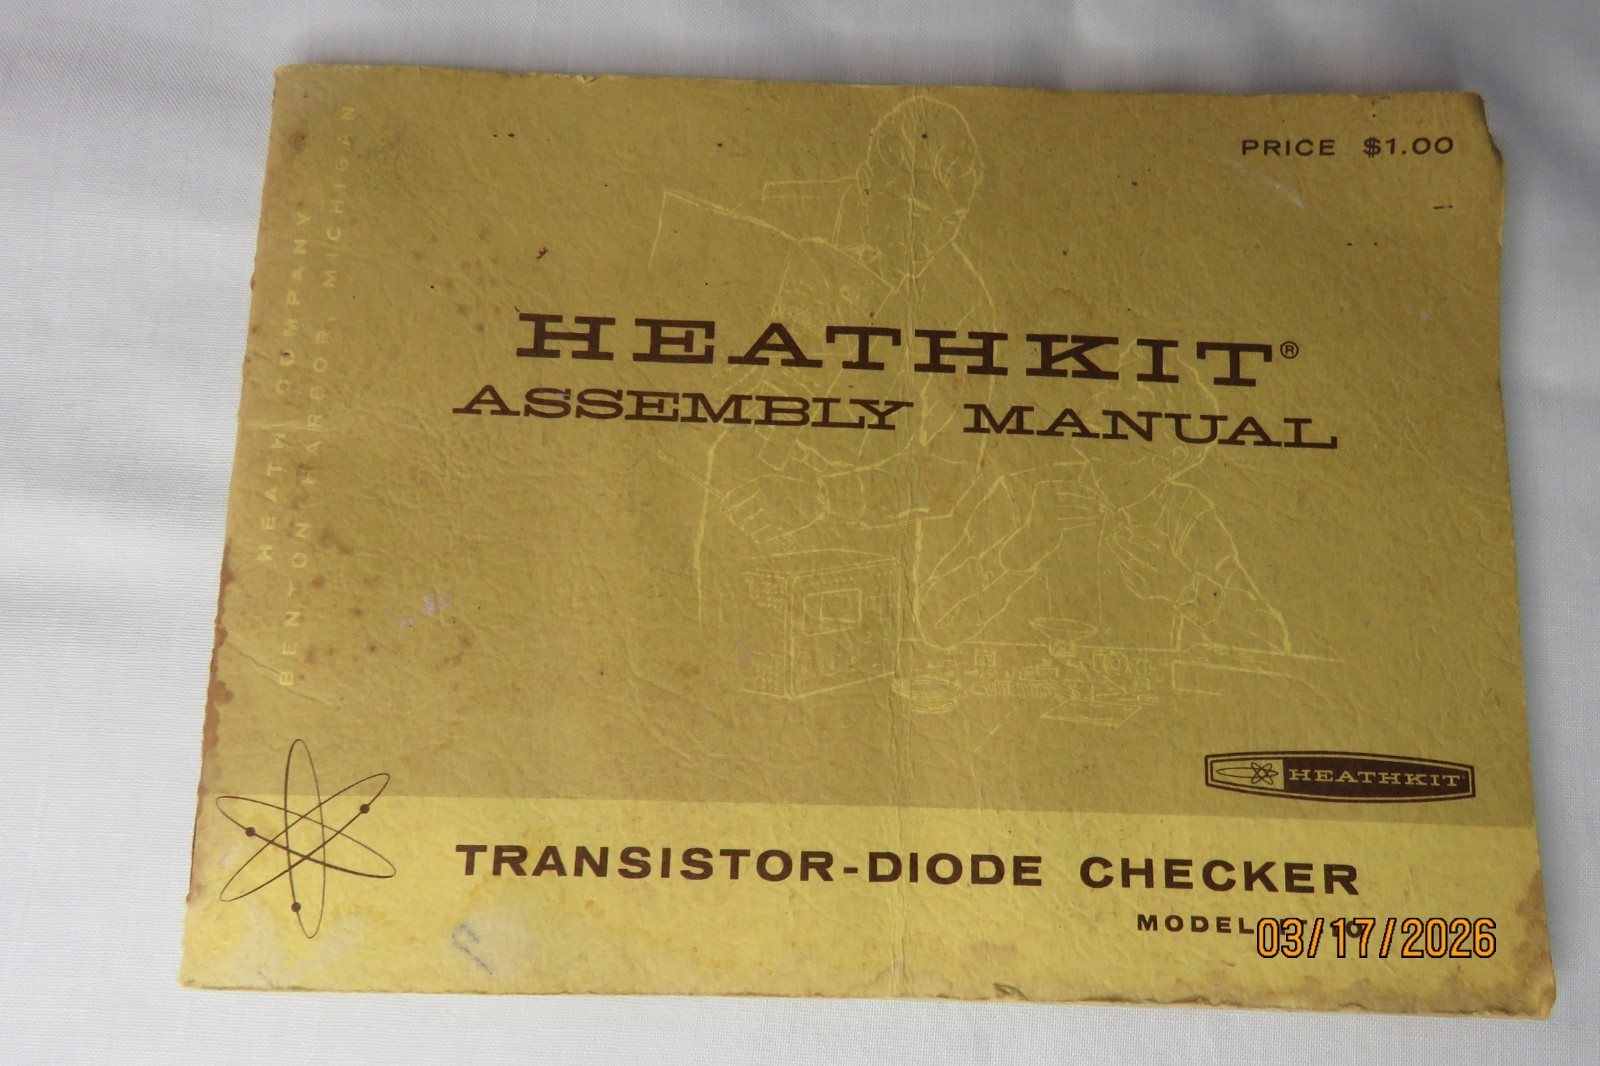 PRICE $1.00
HEATH COMPANY
BENTON HARBOR, MICHIGAN
HEATHKIT®
ASSEMBLY MANUAL
HEATHKIT
TRANSISTOR-DIODE CHECKER
MODEL
03/17/2026